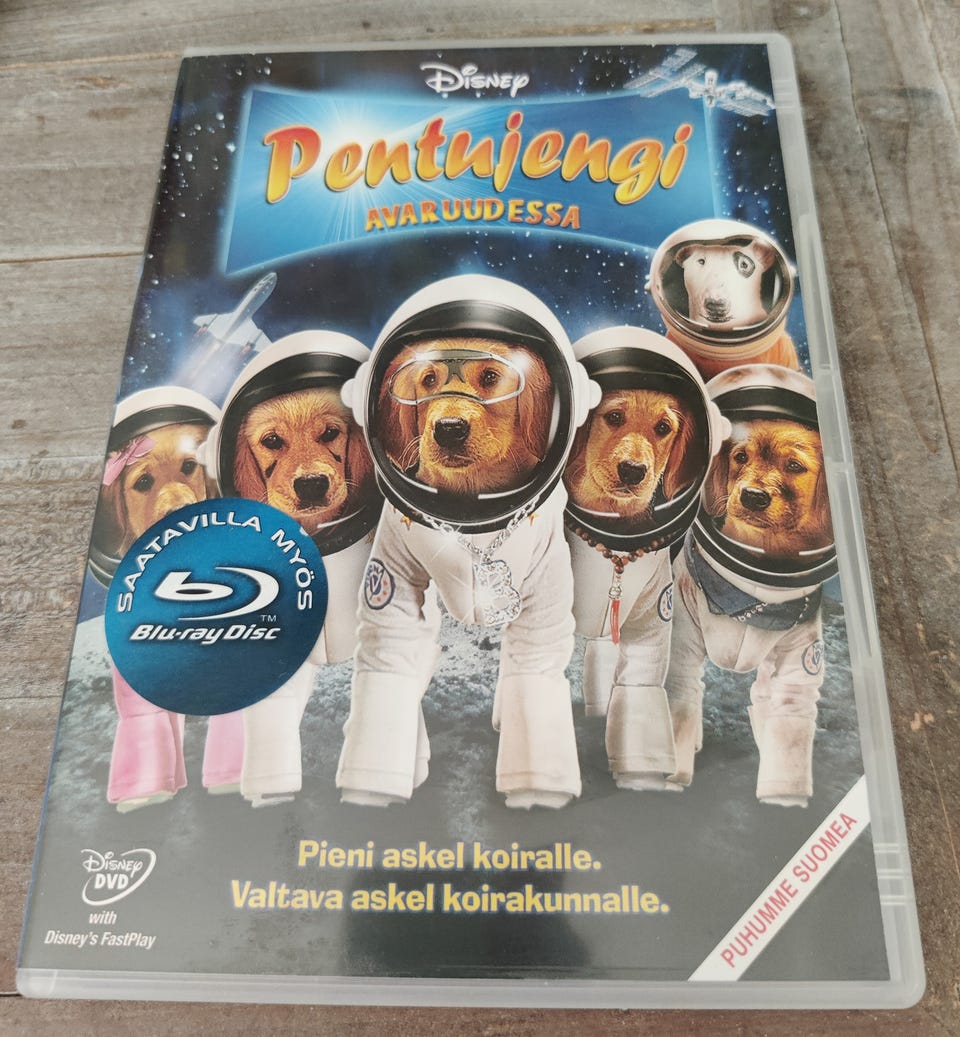 Disney
Pentujengi
AVARUUDESSA
SAATAVILLA MYÖS
Blu-ray Disc™
Pieni askel koiralle.
Valtava askel koirakunnalle.
Disney
DVD
with
Disney's FastPlay
PUHUMME SUOMEA